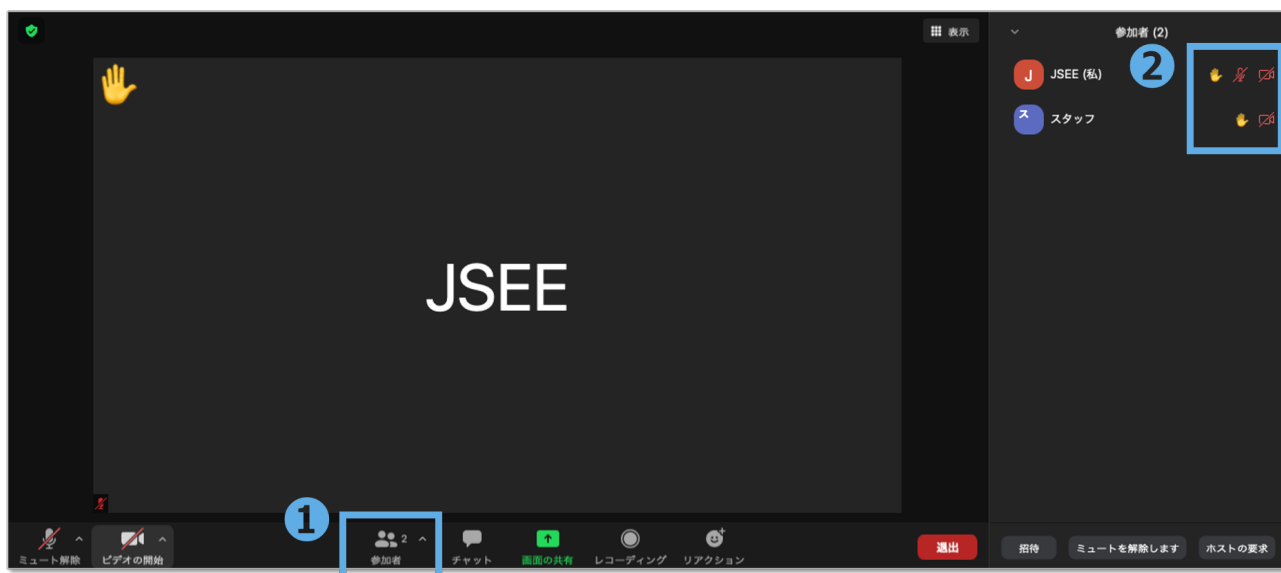 表示
参加者 (2)
2
J
JSEE (私)
ス
スタッフ
JSEE
1
2
ミュート解除
ビデオの開始
参加者
チャット
画面の共有
レコーディング
リアクション
退出
招待
ミュートを解除します
ホストの要求